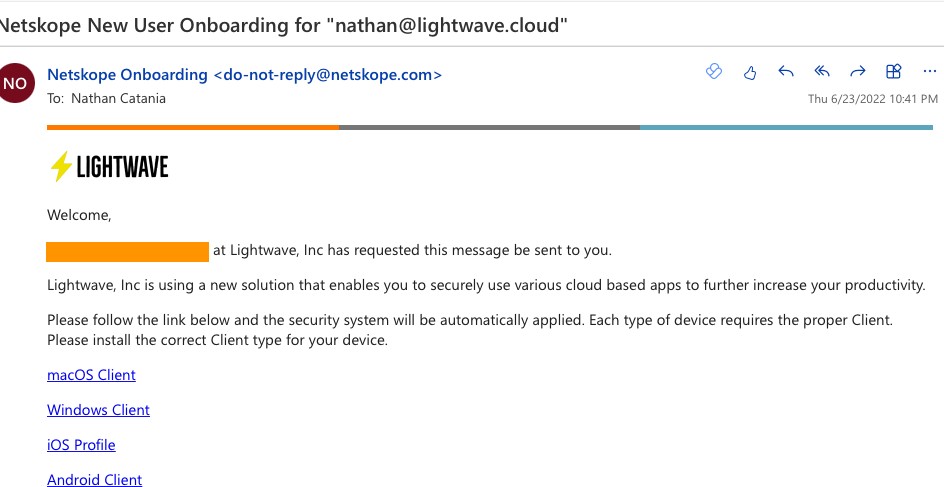 Netskope New User Onboarding for "nathan@lightwave.cloud"
NO
Netskope Onboarding <do-not-reply@netskope.com>
To: Nathan Catania
Thu 6/23/2022 10:41 PM
LIGHTWAVE
Welcome,
at Lightwave, Inc has requested this message be sent to you.
Lightwave, Inc is using a new solution that enables you to securely use various cloud based apps to further increase your productivity.
Please follow the link below and the security system will be automatically applied. Each type of device requires the proper Client.
Please install the correct Client type for your device.
macOS Client
Windows Client
iOS Profile
Android Client